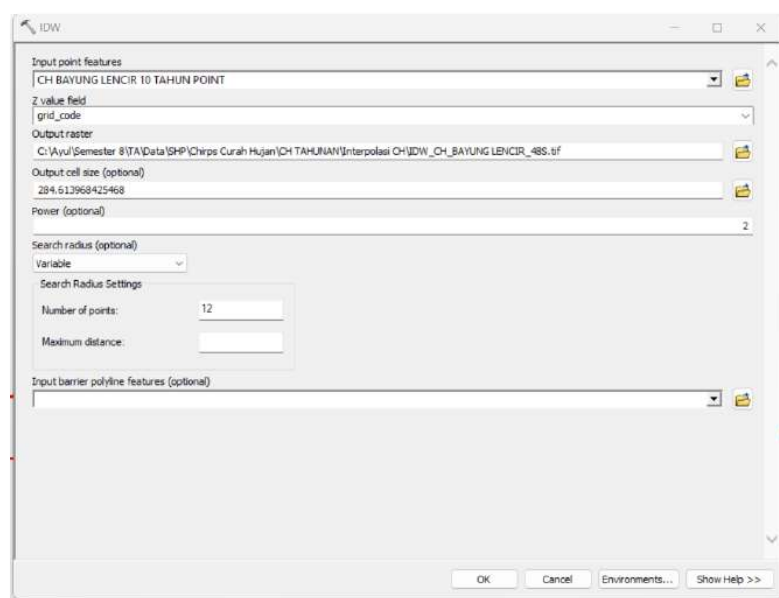 IDW
Input point features
CH BAYUNG LENCIR 10 TAHUN POINT
Z value field
grid_code
Output raster
C:\Ayul\Semester 8\TA\Data\SHP\Chirps Curah Hujan\CH TAHUNAN\Interpolasi CH\IDW_CH_BAYUNG LENCIR_48S.tif
Output cell size (optional)
284.613968425468
Power (optional)
2
Search radius (optional)
Variable
Search Radius Settings
Number of points:
12
Maximum distance:
Input barrier polyline features (optional)
OK Cancel Environments... Show Help >>